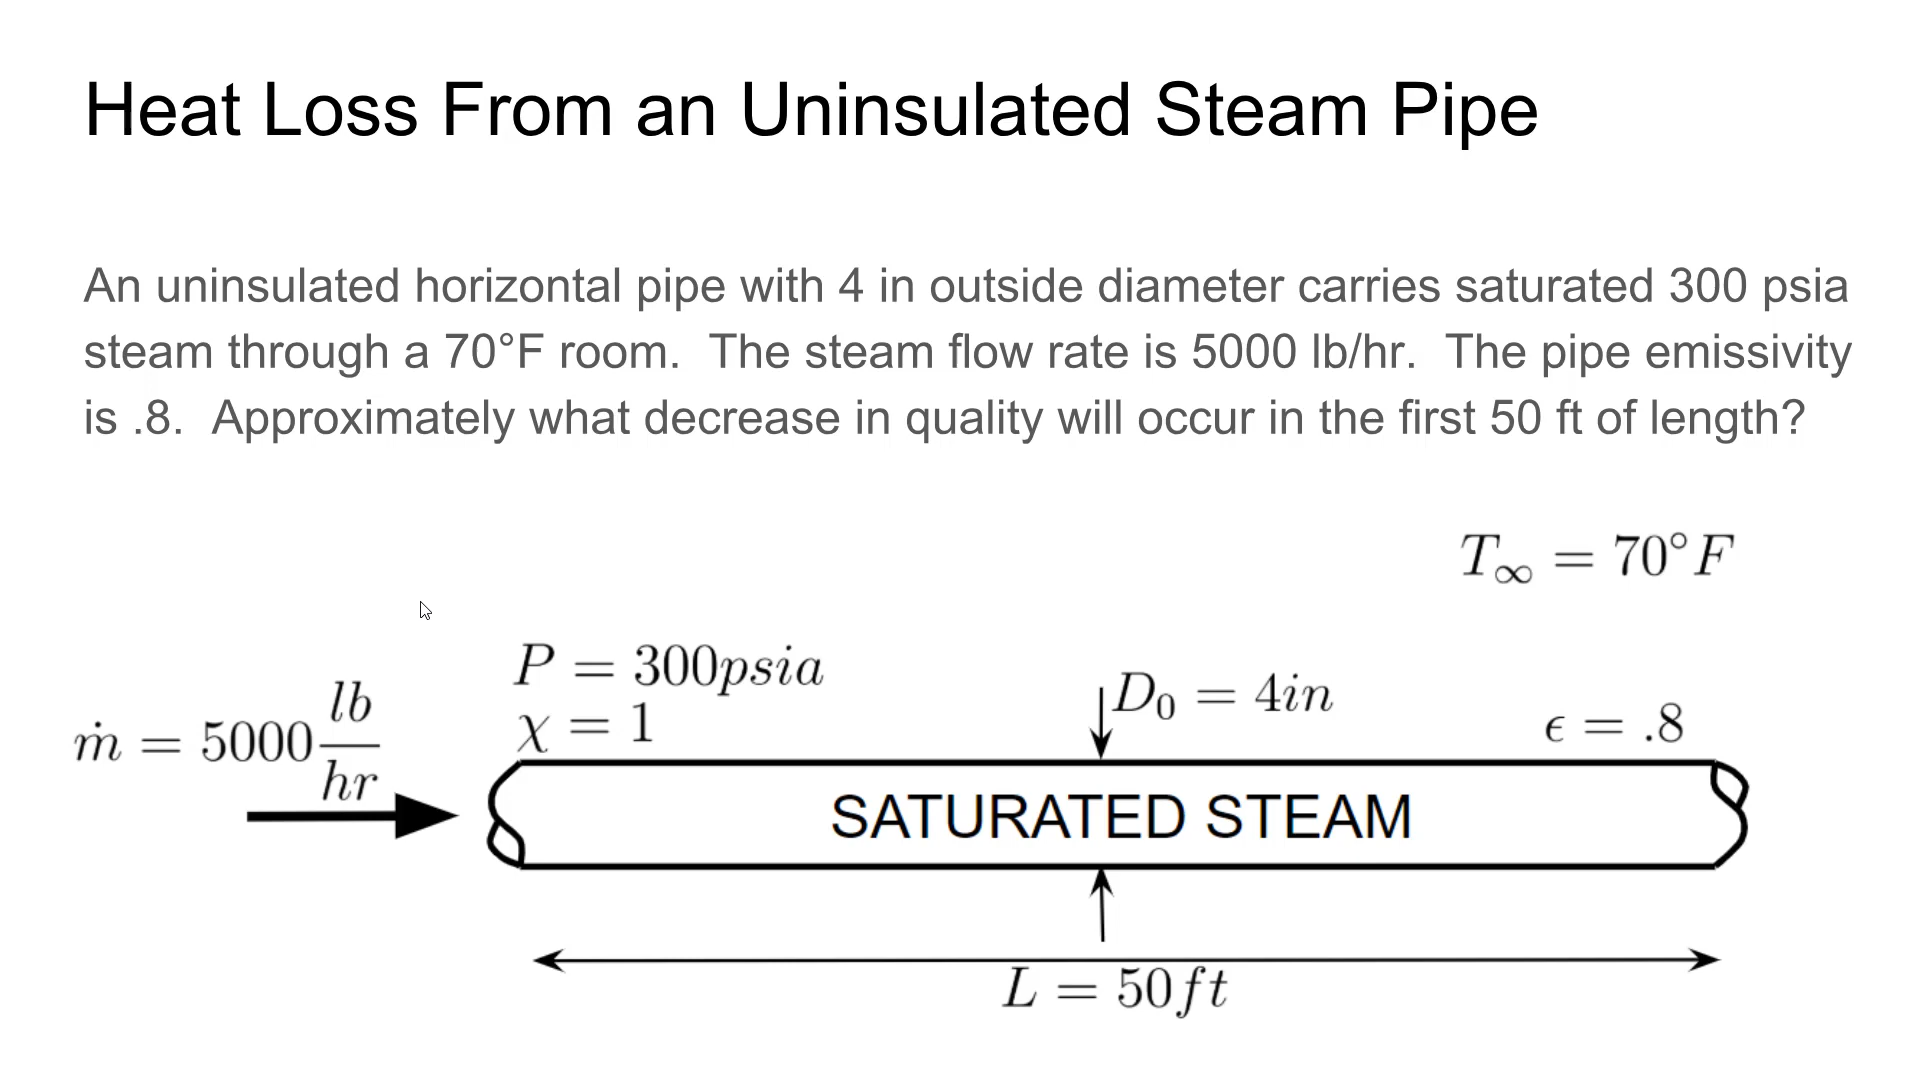 Heat Loss From an Uninsulated Steam Pipe
An uninsulated horizontal pipe with 4 in outside diameter carries saturated 300 psia
steam through a 70°F room.  The steam flow rate is 5000 lb/hr.  The pipe emissivity
is .8.  Approximately what decrease in quality will occur in the first 50 ft of length?
T∞ = 70°F
P = 300psia
χ = 1
ṁ = 5000 lb/hr
D₀ = 4in
ϵ = .8
SATURATED STEAM
L = 50ft